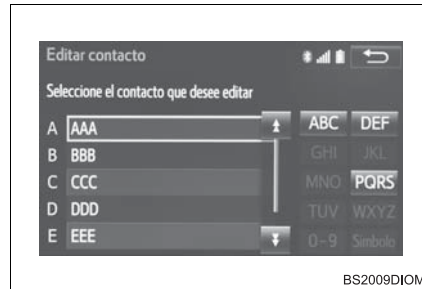 Editar contacto
Seleccione el contacto que desee editar
A AAA ABC DEF
B BBB GHI JKL
C CCC MNO PQRS
D DDD TUV WXYZ
E EEE 0-9 Símbolo
BS2009DIOM